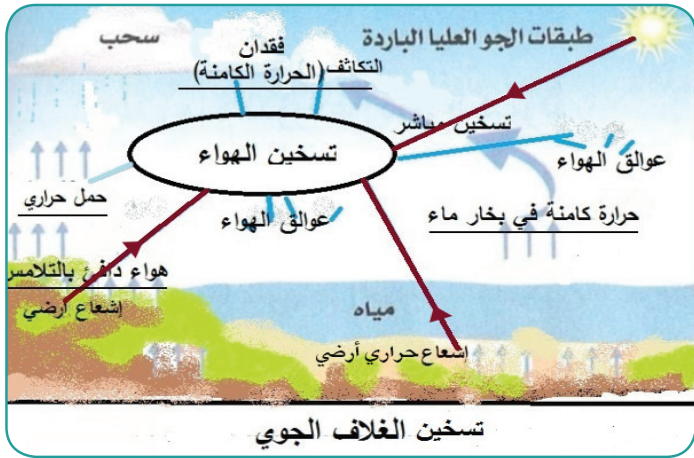 سحب
طبقات الجو العليا الباردة
فقدان
التكاثف (الحرارة الكامنة)
تسخين مباشر
تسخين الهواء
عوالق الهواء
حمل حراري
عوالق الهواء
حرارة كامنة في بخار ماء
هواء دافئ بالتلامس
إشعاع أرضي
مياه
إشعاع حراري أرضي
تسخين الغلاف الجوي